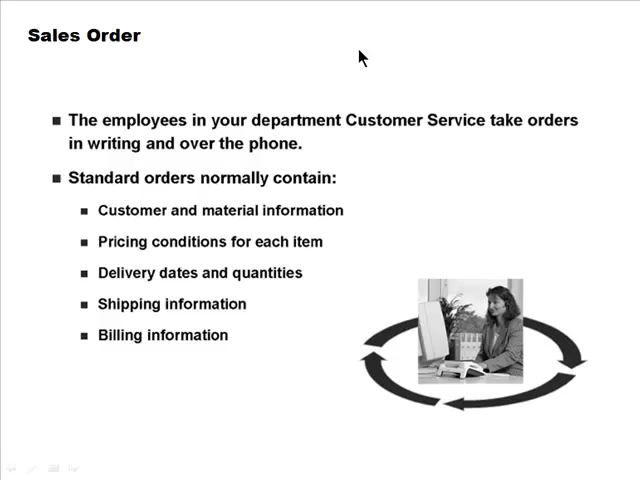 Sales Order
The employees in your department Customer Service take orders
in writing and over the phone.
Standard orders normally contain:
Customer and material information
Pricing conditions for each item
Delivery dates and quantities
Shipping information
Billing information